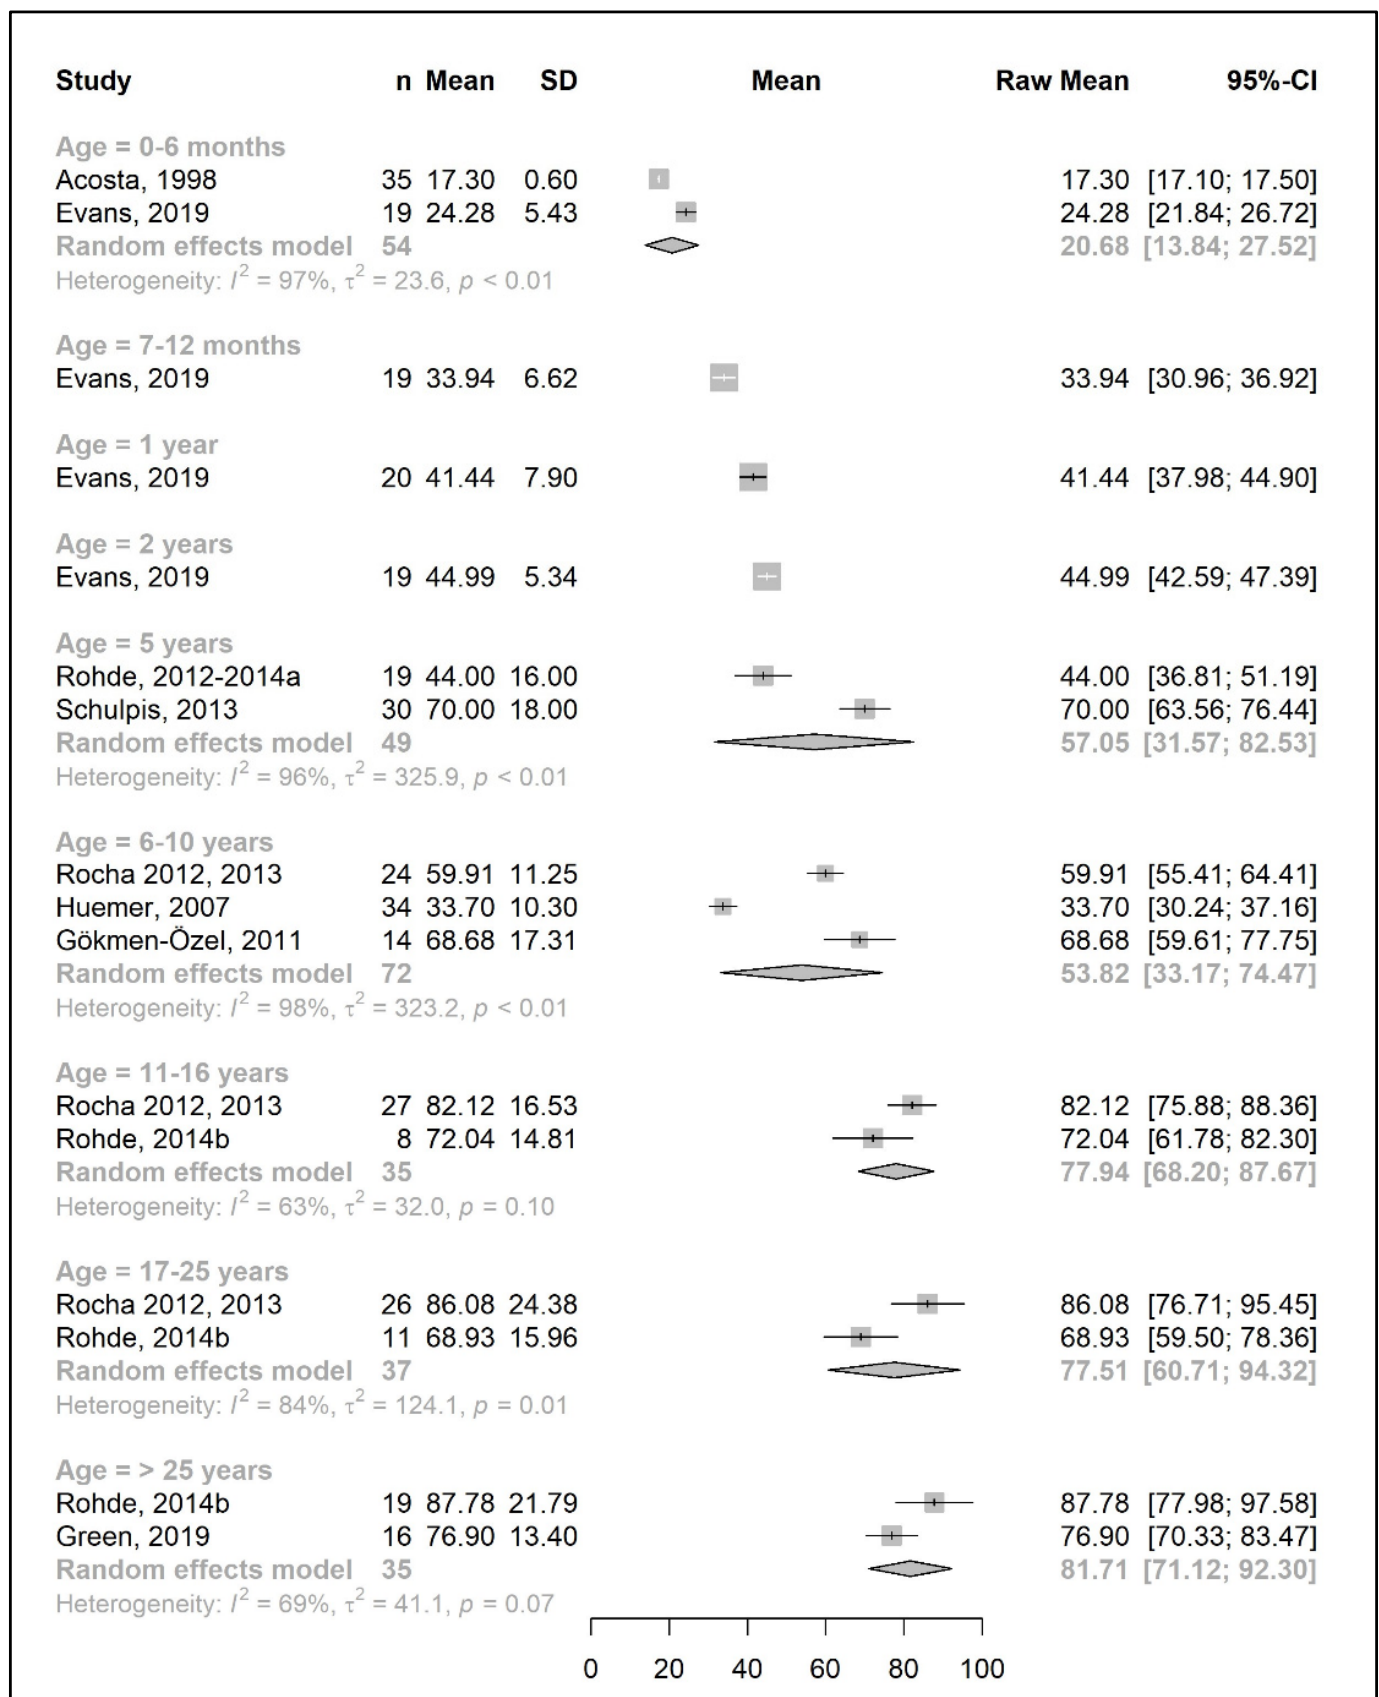 Study n Mean SD Mean Raw Mean 95%-CI
Age = 0-6 months
Acosta, 1998 35 17.30 0.60 17.30 [17.10; 17.50]
Evans, 2019 19 24.28 5.43 24.28 [21.84; 26.72]
Random effects model 54 20.68 [13.84; 27.52]
Heterogeneity: I² = 97%, τ² = 23.6, p < 0.01
Age = 7-12 months
Evans, 2019 19 33.94 6.62 33.94 [30.96; 36.92]
Age = 1 year
Evans, 2019 20 41.44 7.90 41.44 [37.98; 44.90]
Age = 2 years
Evans, 2019 19 44.99 5.34 44.99 [42.59; 47.39]
Age = 5 years
Rohde, 2012-2014a 19 44.00 16.00 44.00 [36.81; 51.19]
Schulpis, 2013 30 70.00 18.00 70.00 [63.56; 76.44]
Random effects model 49 57.05 [31.57; 82.53]
Heterogeneity: I² = 96%, τ² = 325.9, p < 0.01
Age = 6-10 years
Rocha 2012, 2013 24 59.91 11.25 59.91 [55.41; 64.41]
Huemer, 2007 34 33.70 10.30 33.70 [30.24; 37.16]
Gökmen-Özel, 2011 14 68.68 17.31 68.68 [59.61; 77.75]
Random effects model 72 53.82 [33.17; 74.47]
Heterogeneity: I² = 98%, τ² = 323.2, p < 0.01
Age = 11-16 years
Rocha 2012, 2013 27 82.12 16.53 82.12 [75.88; 88.36]
Rohde, 2014b 8 72.04 14.81 72.04 [61.78; 82.30]
Random effects model 35 77.94 [68.20; 87.67]
Heterogeneity: I² = 63%, τ² = 32.0, p = 0.10
Age = 17-25 years
Rocha 2012, 2013 26 86.08 24.38 86.08 [76.71; 95.45]
Rohde, 2014b 11 68.93 15.96 68.93 [59.50; 78.36]
Random effects model 37 77.51 [60.71; 94.32]
Heterogeneity: I² = 84%, τ² = 124.1, p = 0.01
Age = > 25 years
Rohde, 2014b 19 87.78 21.79 87.78 [77.98; 97.58]
Green, 2019 16 76.90 13.40 76.90 [70.33; 83.47]
Random effects model 35 81.71 [71.12; 92.30]
Heterogeneity: I² = 69%, τ² = 41.1, p = 0.07
0 20 40 60 80 100